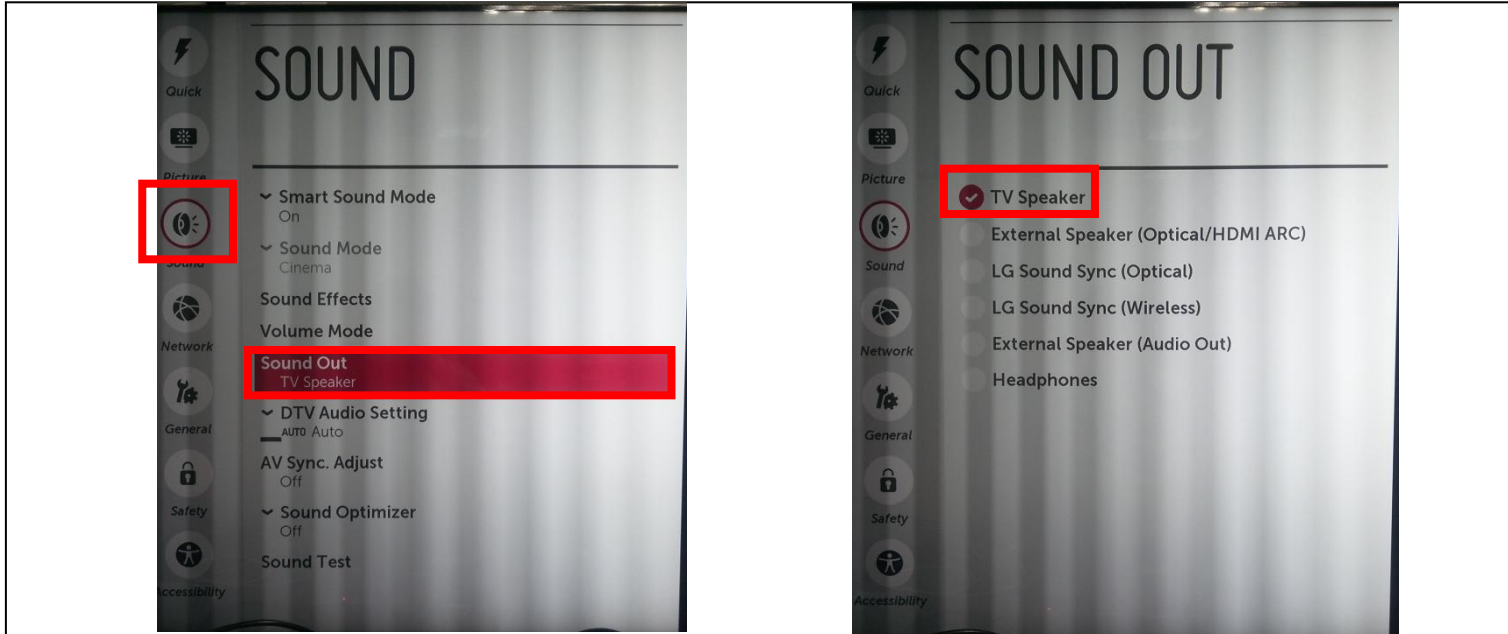 Quick
Picture
Sound
Network
General
Safety
Accessibility
SOUND
Smart Sound Mode
On
Sound Mode
Cinema
Sound Effects
Volume Mode
Sound Out
TV Speaker
DTV Audio Setting
AUTO Auto
AV Sync. Adjust
Off
Sound Optimizer
Off
Sound Test
Quick
Picture
Sound
Network
General
Safety
Accessibility
SOUND OUT
TV Speaker
External Speaker (Optical/HDMI ARC)
LG Sound Sync (Optical)
LG Sound Sync (Wireless)
External Speaker (Audio Out)
Headphones